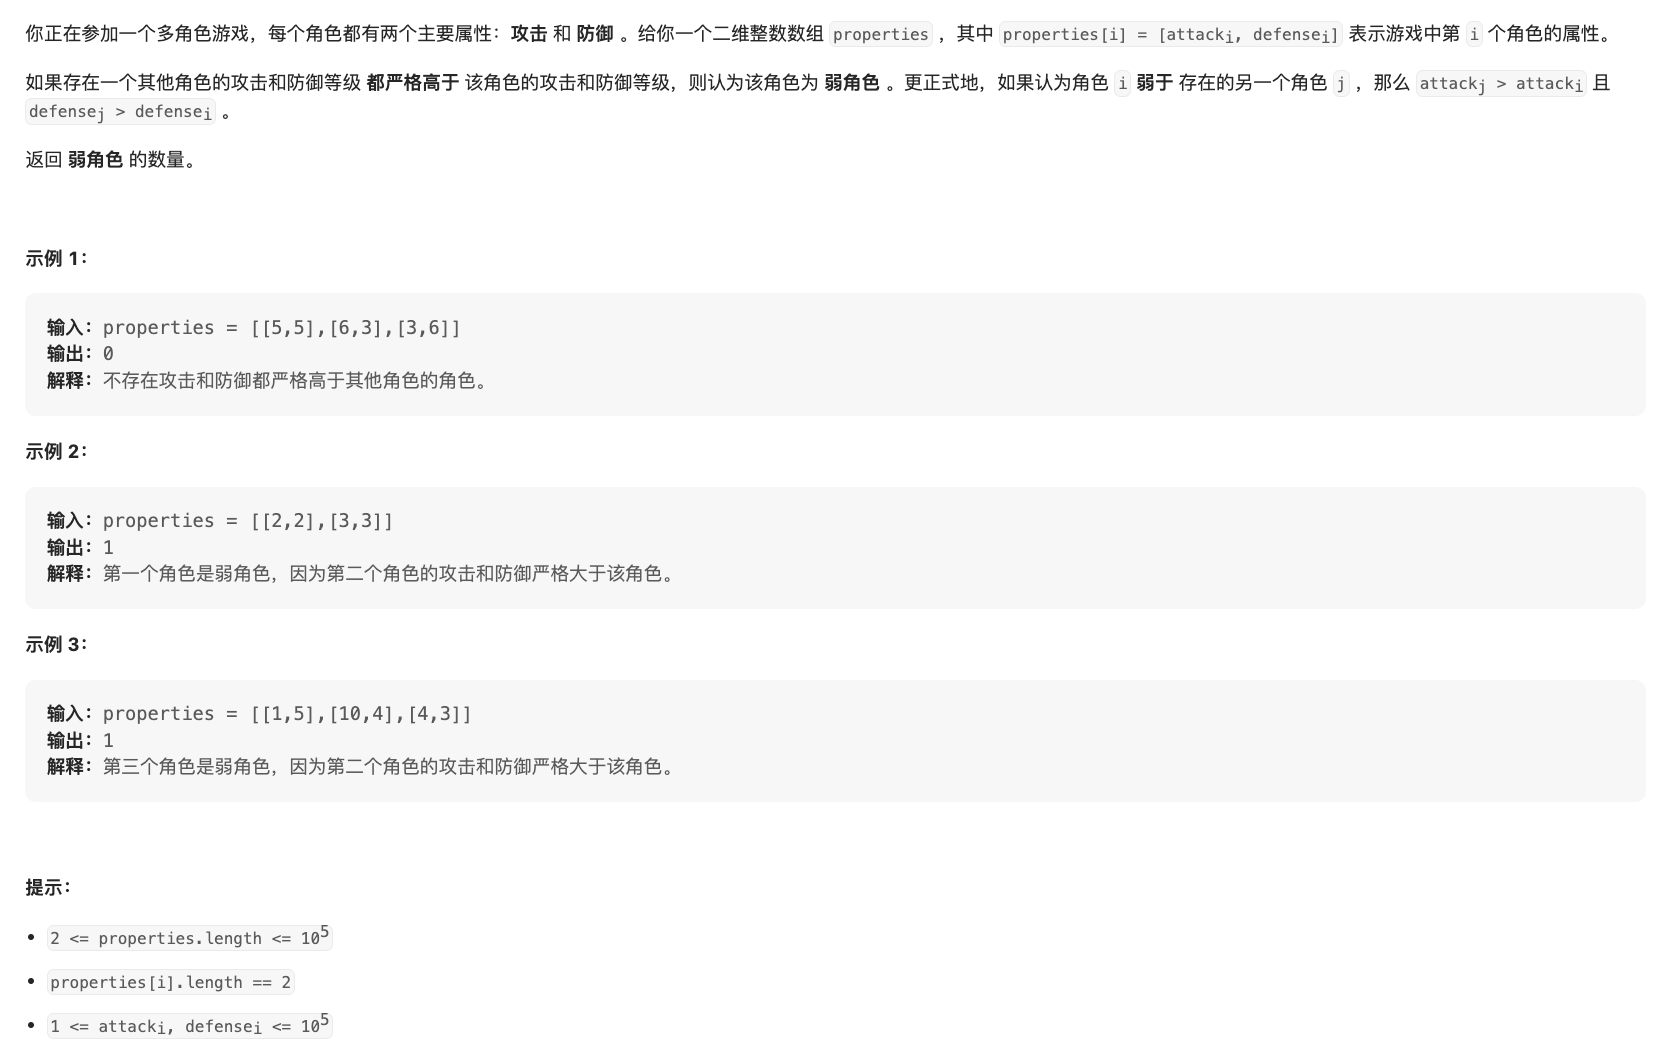 你正在参加一个多角色游戏，每个角色都有两个主要属性：攻击 和 防御 。给你一个二维整数数组 properties ，其中 properties[i] = [attackᵢ, defenseᵢ] 表示游戏中第 i 个角色的属性。
如果存在一个其他角色的攻击和防御等级 都严格高于 该角色的攻击和防御等级，则认为该角色为 弱角色 。更正式地，如果认为角色 i 弱于 存在的另一个角色 j ，那么 attackⱼ > attackᵢ 且
defenseⱼ > defenseᵢ 。
返回 弱角色 的数量。
示例 1：
输入：properties = [[5,5],[6,3],[3,6]]
输出：0
解释：不存在攻击和防御都严格高于其他角色的角色。
示例 2：
输入：properties = [[2,2],[3,3]]
输出：1
解释：第一个角色是弱角色，因为第二个角色的攻击和防御严格大于该角色。
示例 3：
输入：properties = [[1,5],[10,4],[4,3]]
输出：1
解释：第三个角色是弱角色，因为第二个角色的攻击和防御严格大于该角色。
提示：
• 2 <= properties.length <= 10⁵
• properties[i].length == 2
• 1 <= attackᵢ, defenseᵢ <= 10⁵